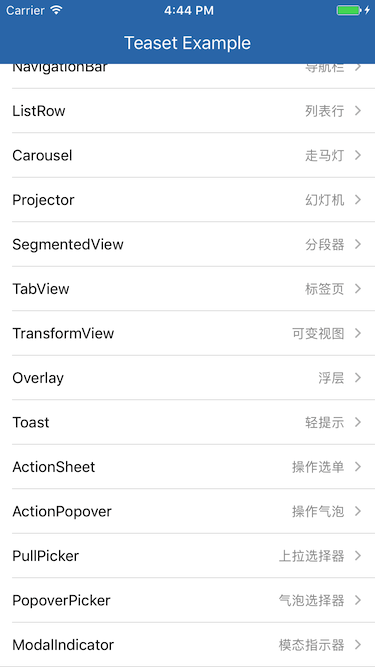 Carrier 4:44 PM
Teaset Example
NavigationBar 导航栏
ListRow 列表行
Carousel 走马灯
Projector 幻灯机
SegmentedView 分段器
TabView 标签页
TransformView 可变视图
Overlay 浮层
Toast 轻提示
ActionSheet 操作选单
ActionPopover 操作气泡
PullPicker 上拉选择器
PopoverPicker 气泡选择器
ModalIndicator 模态指示器